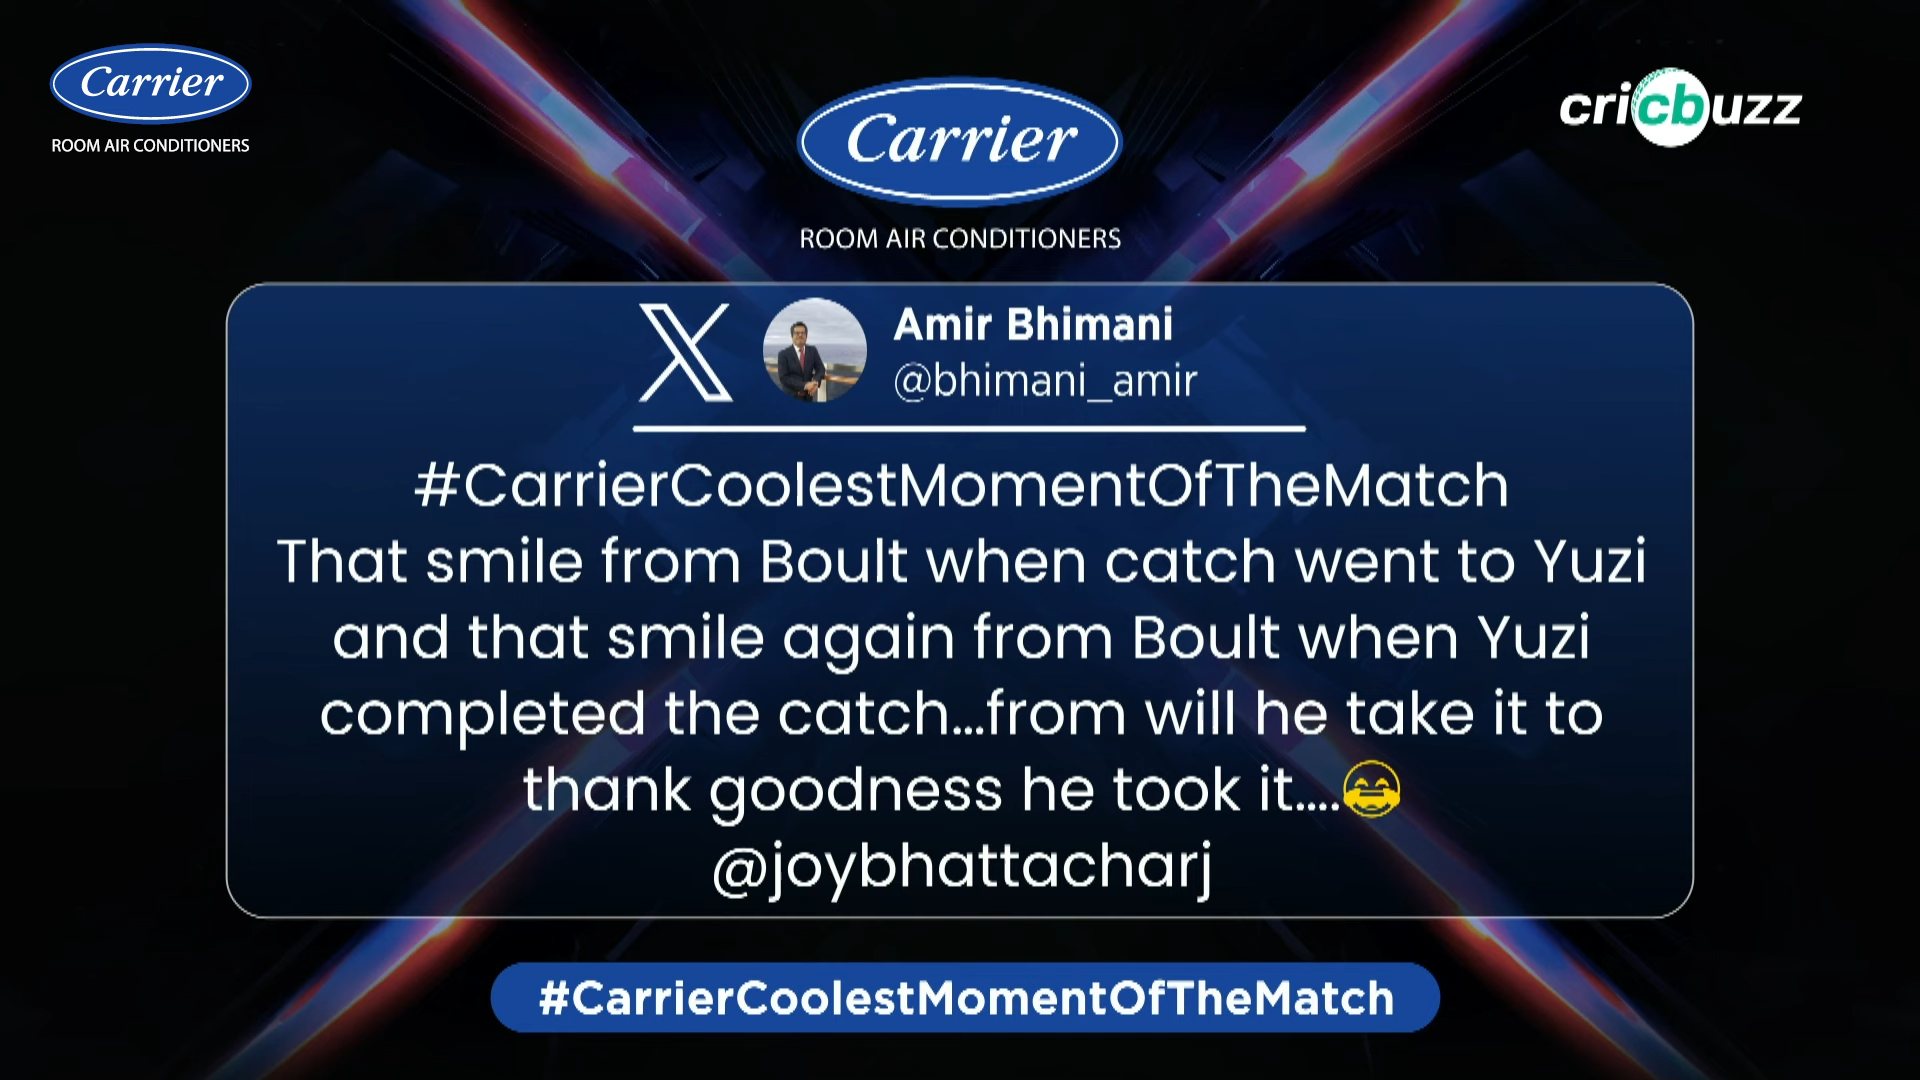 Carrier
ROOM AIR CONDITIONERS
Carrier
ROOM AIR CONDITIONERS
cricbuzz
Amir Bhimani
@bhimani_amir
#CarrierCoolestMomentOfTheMatch
That smile from Boult when catch went to Yuzi
and that smile again from Boult when Yuzi
completed the catch...from will he take it to
thank goodness he took it....😂
@joybhattacharj
#CarrierCoolestMomentOfTheMatch